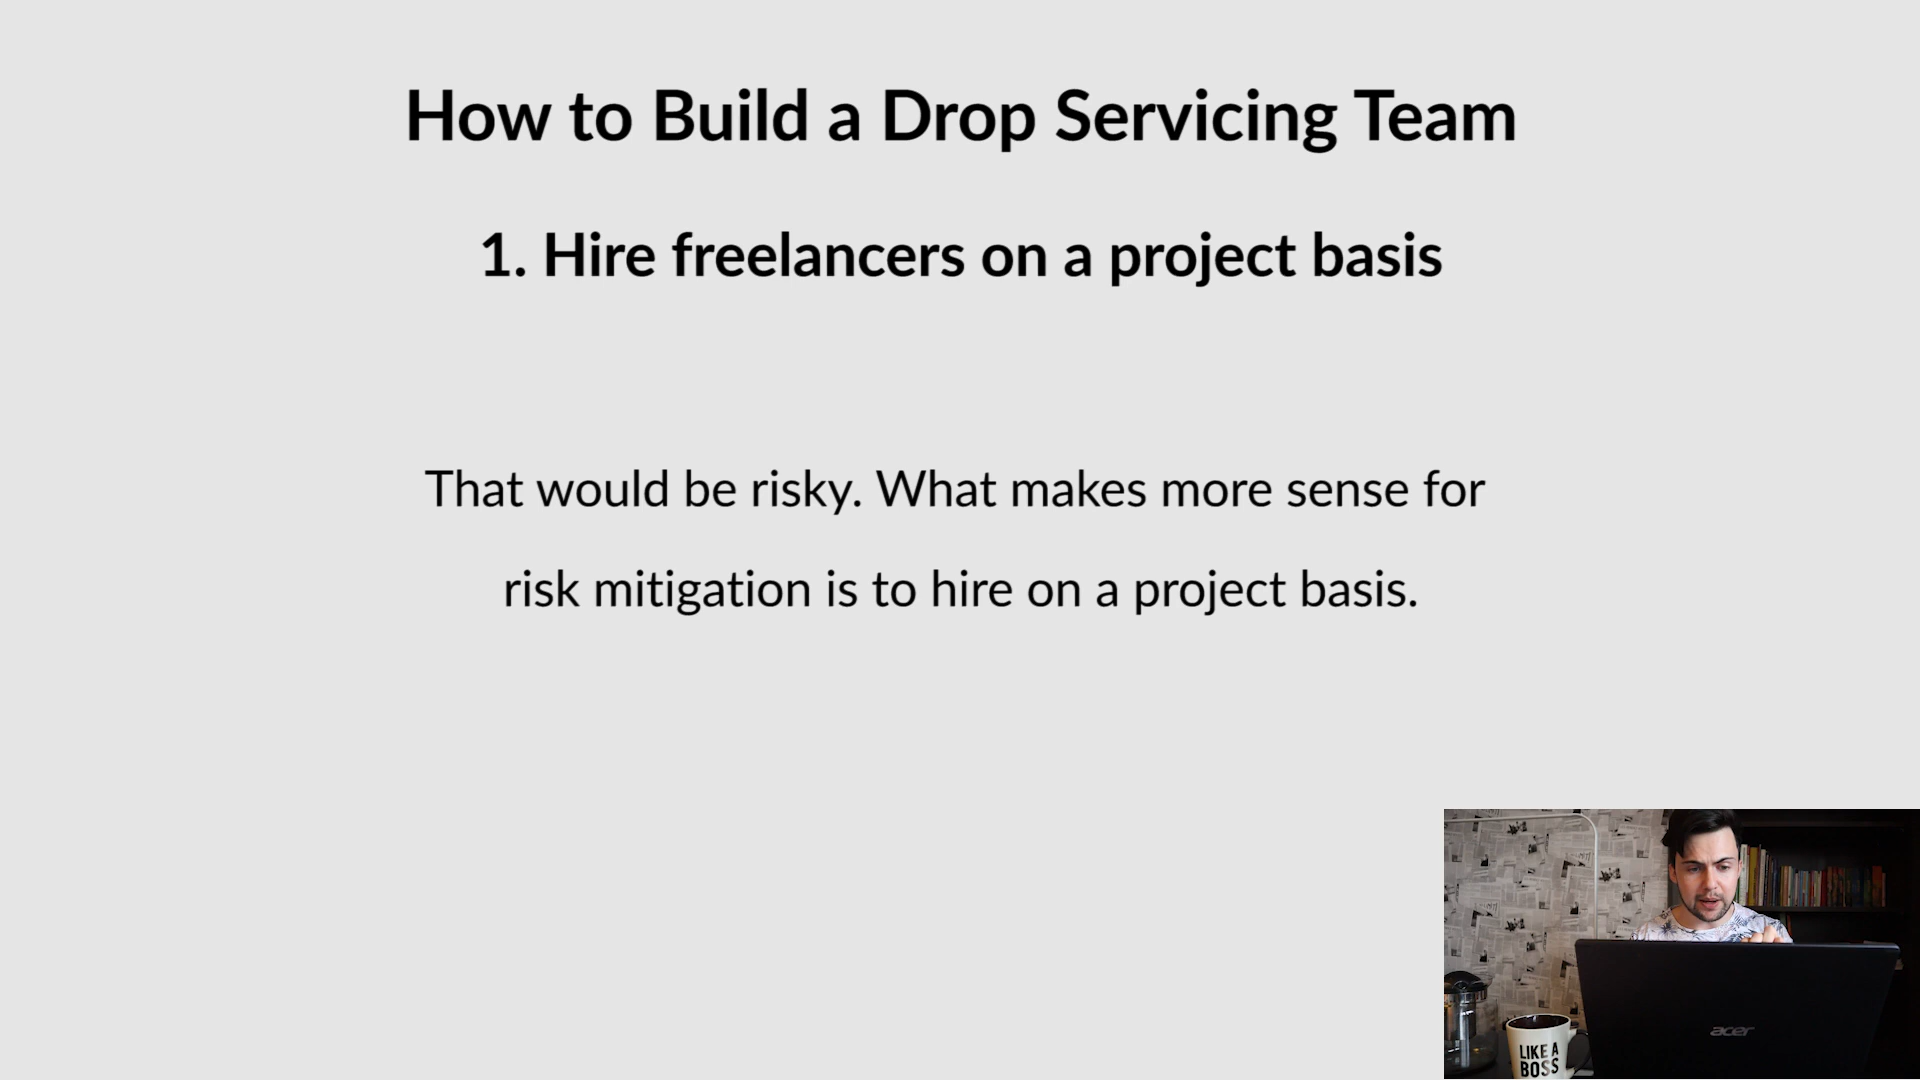 How to Build a Drop Servicing Team
1. Hire freelancers on a project basis
That would be risky. What makes more sense for
risk mitigation is to hire on a project basis.
acer
LIKE A
BOSS